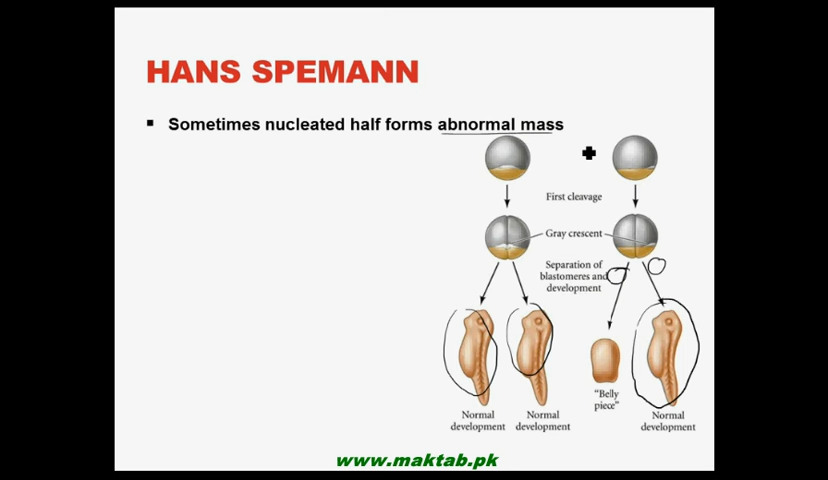 HANS SPEMANN
▪ Sometimes nucleated half forms abnormal mass
First cleavage
Gray crescent
Separation of
blastomeres and
development
"Belly
piece"
Normal
development
Normal
development
Normal
development
www.maktab.pk